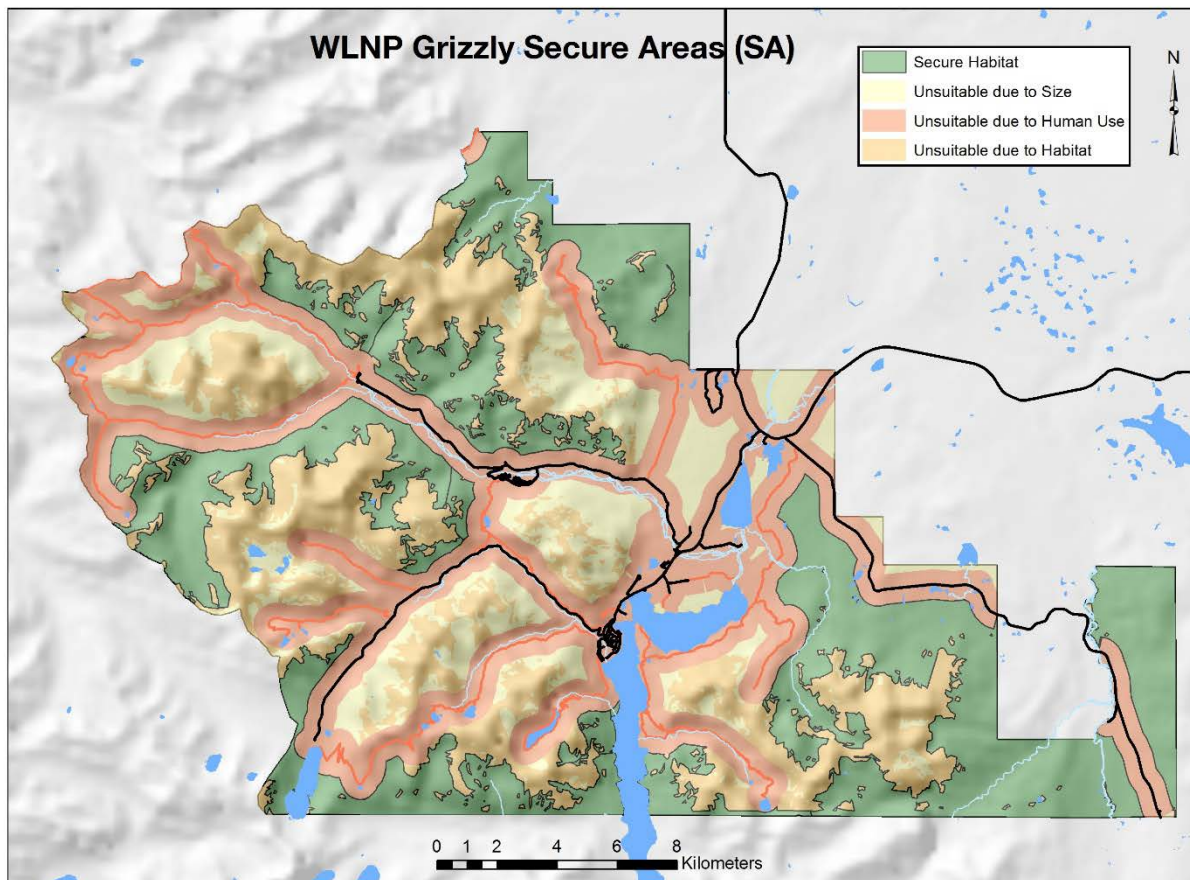 WLNP Grizzly Secure Areas (SA)
Secure Habitat
Unsuitable due to Size
Unsuitable due to Human Use
Unsuitable due to Habitat
N
0 1 2 4 6 8
Kilometers